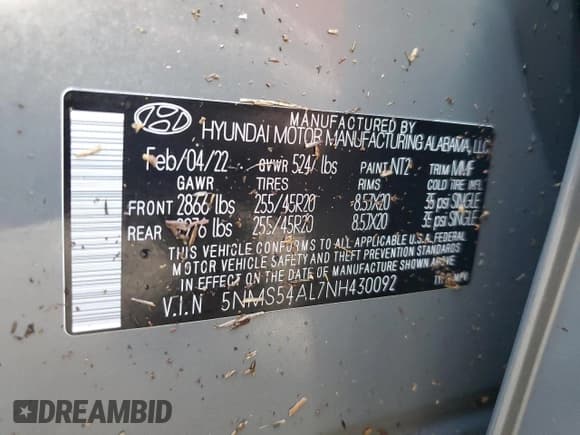 MANUFACTURED BY
HYUNDAI MOTOR MANUFACTURING ALABAMA, LLC
Feb/04/22 GVWR 5247 lbs PAINT NT2 TRIM MMF
GAWR TIRES RIMS COLD TIRE INFL.
FRONT 2866 lbs 255/45R20 8.5JX20 35 psi SINGLE
REAR lbs 255/45R20 8.5JX20 35 psi SINGLE
THIS VEHICLE CONFORMS TO ALL APPLICABLE U.S.A. FEDERAL
MOTOR VEHICLE SAFETY AND THEFT PREVENTION STANDARDS
IN EFFECT ON THE DATE OF MANUFACTURE SHOWN ABOVE.
V.I.N 5NMS54AL7NH430092 MPV
DREAMBID